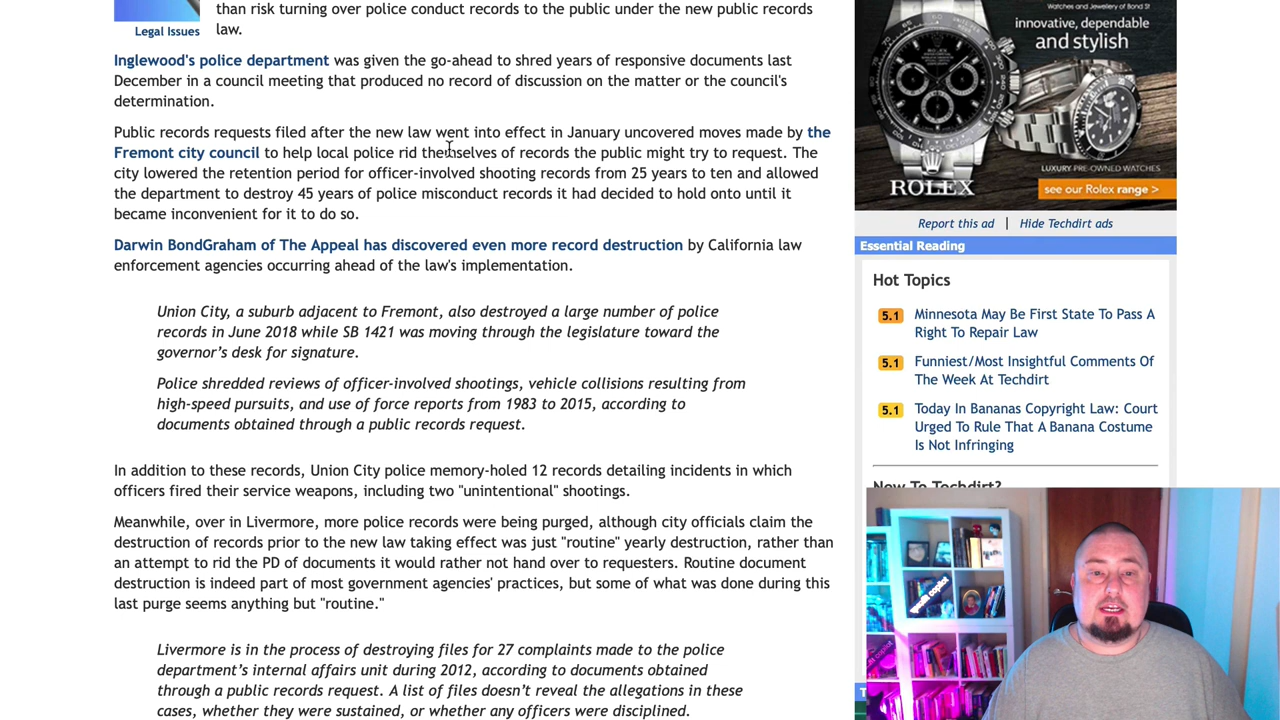 than risk turning over police conduct records to the public under the new public records
law.
Legal Issues
Inglewood's police department was given the go-ahead to shred years of responsive documents last
December in a council meeting that produced no record of discussion on the matter or the council's
determination.
Public records requests filed after the new law went into effect in January uncovered moves made by the
Fremont city council to help local police rid themselves of records the public might try to request. The
city lowered the retention period for officer-involved shooting records from 25 years to ten and allowed
the department to destroy 45 years of police misconduct records it had decided to hold onto until it
became inconvenient for it to do so.
Darwin BondGraham of The Appeal has discovered even more record destruction by California law
enforcement agencies occurring ahead of the law's implementation.
Union City, a suburb adjacent to Fremont, also destroyed a large number of police
records in June 2018 while SB 1421 was moving through the legislature toward the
governor's desk for signature.
Police shredded reviews of officer-involved shootings, vehicle collisions resulting from
high-speed pursuits, and use of force reports from 1983 to 2015, according to
documents obtained through a public records request.
In addition to these records, Union City police memory-holed 12 records detailing incidents in which
officers fired their service weapons, including two "unintentional" shootings.
Meanwhile, over in Livermore, more police records were being purged, although city officials claim the
destruction of records prior to the new law taking effect was just "routine" yearly destruction, rather than
an attempt to rid the PD of documents it would rather not hand over to requesters. Routine document
destruction is indeed part of most government agencies' practices, but some of what was done during this
last purge seems anything but "routine."
Livermore is in the process of destroying files for 27 complaints made to the police
department's internal affairs unit during 2012, according to documents obtained
through a public records request. A list of files doesn't reveal the allegations in these
cases, whether they were sustained, or whether any officers were disciplined.
Watches and Jewellery of Bond St
innovative, dependable
and stylish
ROLEX
LUXURY PRE-OWNED WATCHES
see our Rolex range >
Report this ad | Hide Techdirt ads
Essential Reading
Hot Topics
5.1 Minnesota May Be First State To Pass A
Right To Repair Law
5.1 Funniest/Most Insightful Comments Of
The Week At Techdirt
5.1 Today In Bananas Copyright Law: Court
Urged To Rule That A Banana Costume
Is Not Infringing
New To Techdirt?